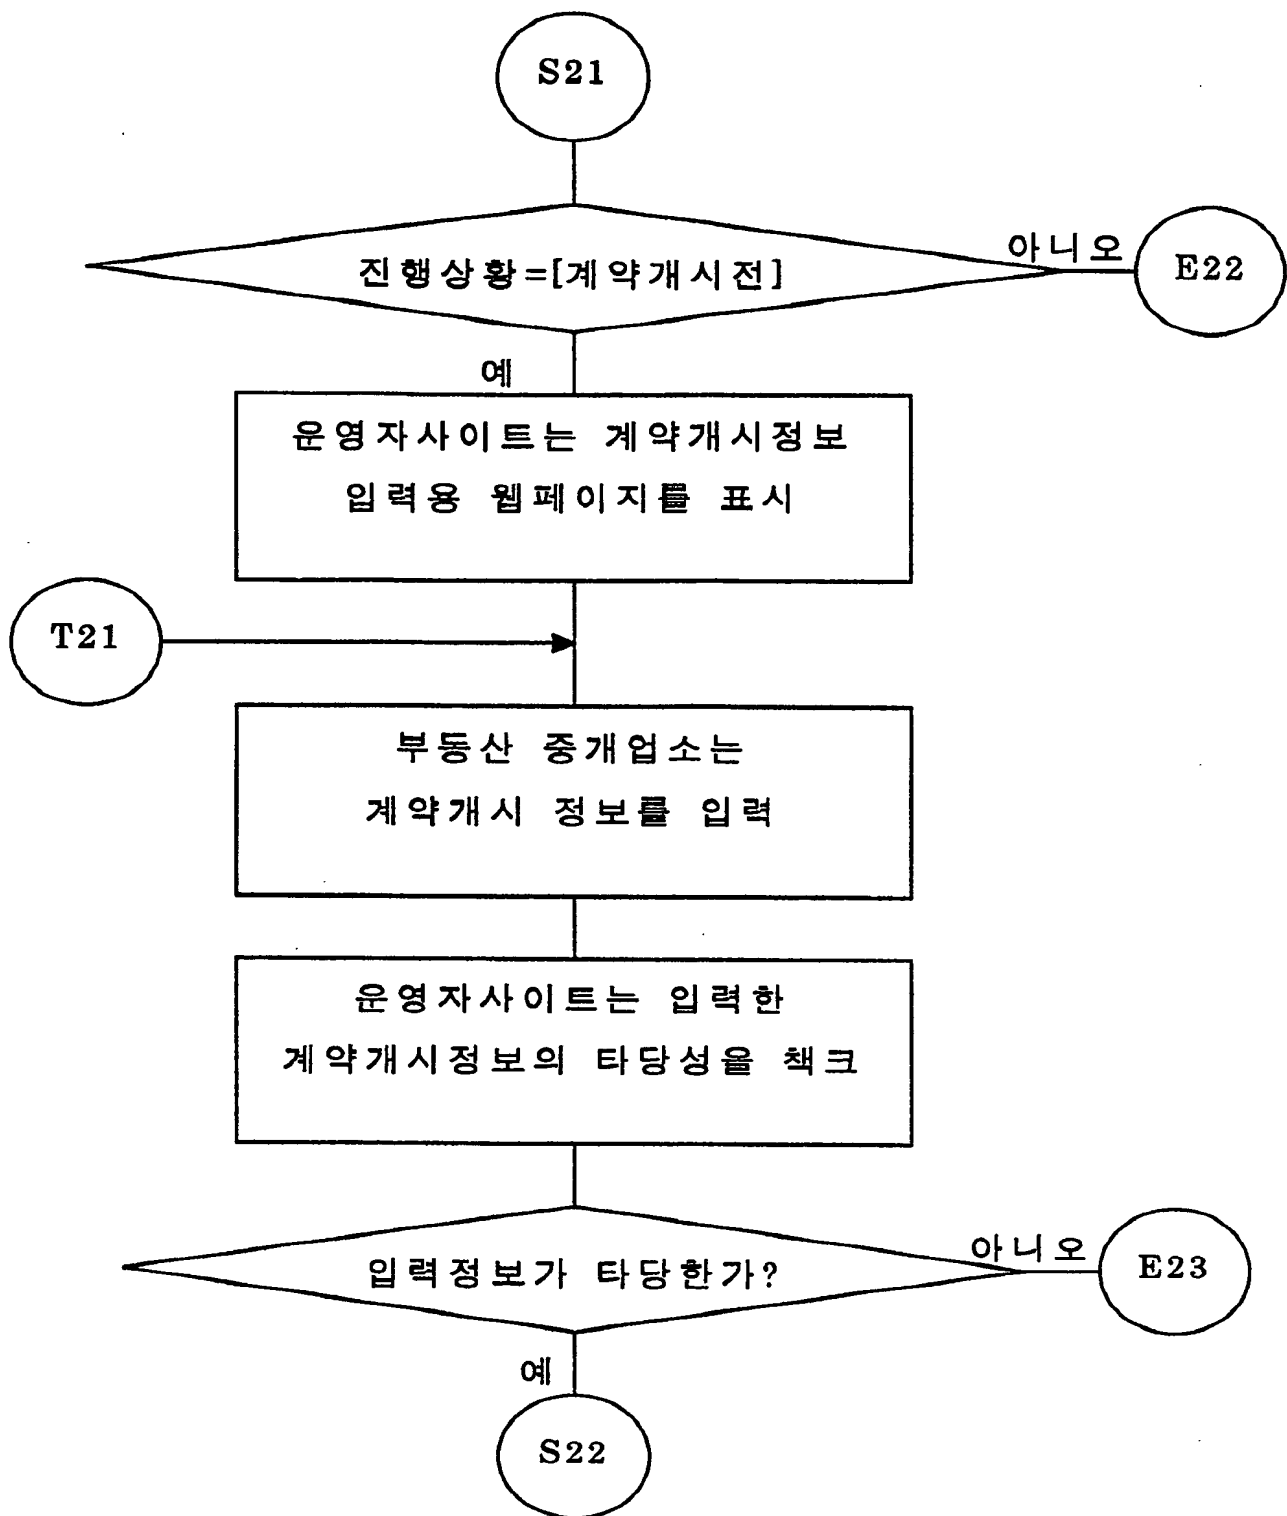 S21
진행상황=[계약개시전]
아니오
E22
예
운영자사이트는 계약개시정보
입력용 웹페이지를 표시
T21
부동산 중개업소는
계약개시 정보를 입력
운영자사이트는 입력한
계약개시정보의 타당성을 책크
입력정보가 타당한가?
아니오
E23
예
S22